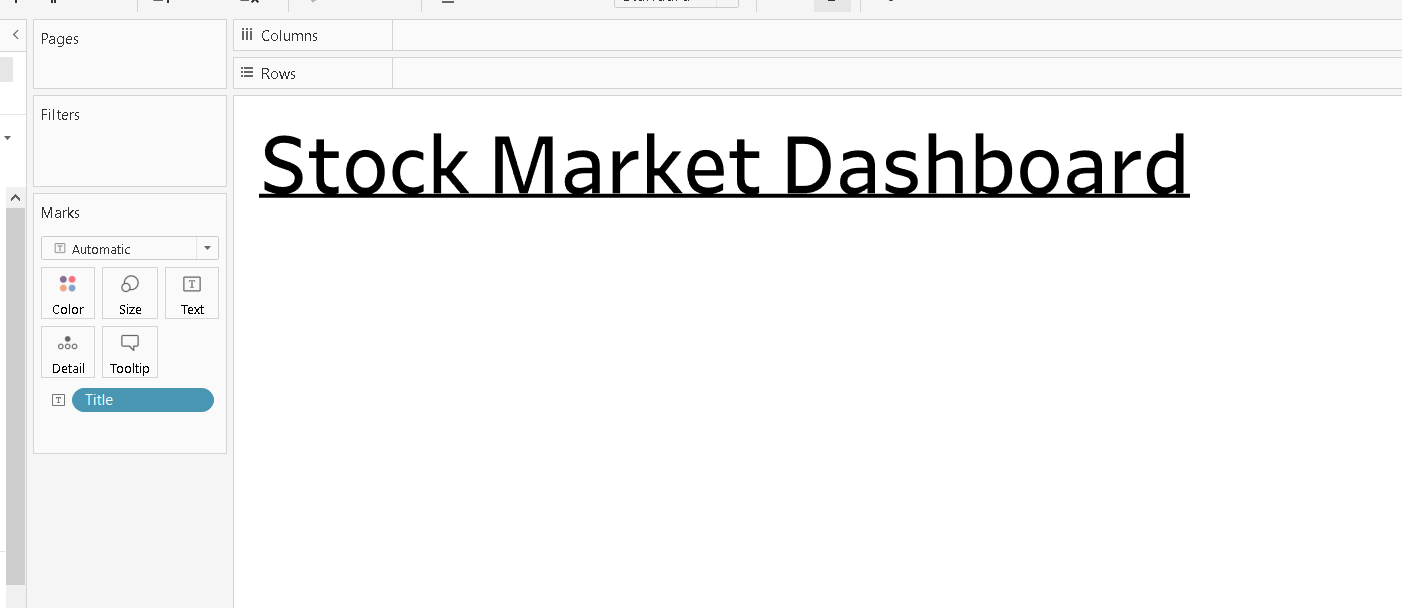 Pages
Columns
Rows
Filters
Stock Market Dashboard
Marks
Automatic
Color
Size
Text
Detail
Tooltip
Title